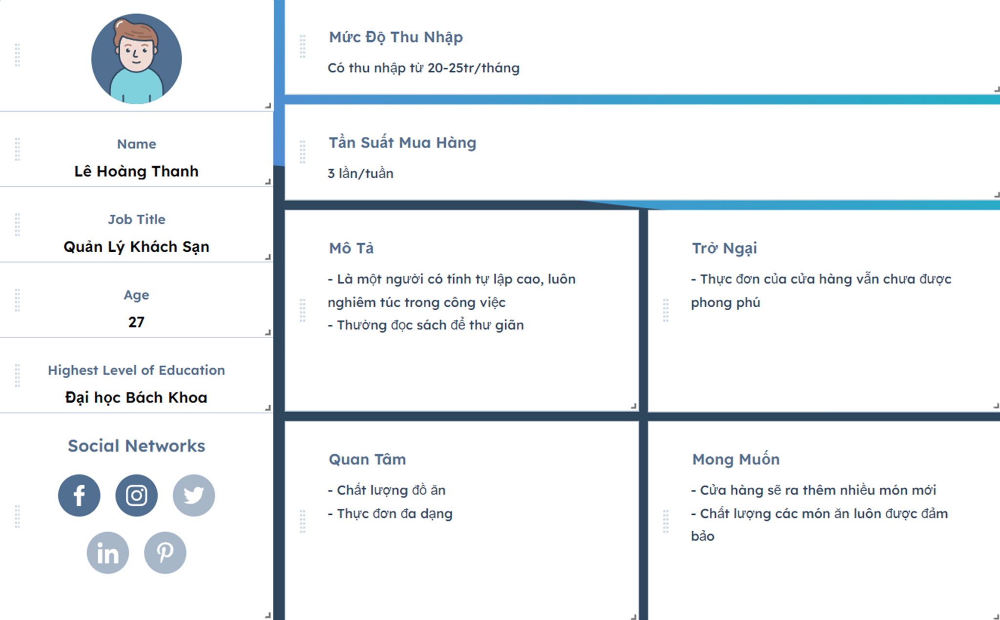 Name
Lê Hoàng Thanh
Job Title
Quản Lý Khách Sạn
Age
27
Highest Level of Education
Đại học Bách Khoa
Social Networks
Mức Độ Thu Nhập
Có thu nhập từ 20-25tr/tháng
Tần Suất Mua Hàng
3 lần/tuần
Mô Tả
- Là một người có tính tự lập cao, luôn
nghiêm túc trong công việc
- Thường đọc sách để thư giãn
Trở Ngại
- Thực đơn của cửa hàng vẫn chưa được
phong phú
Quan Tâm
- Chất lượng đồ ăn
- Thực đơn đa dạng
Mong Muốn
- Cửa hàng sẽ ra thêm nhiều món mới
- Chất lượng các món ăn luôn được đảm
bảo